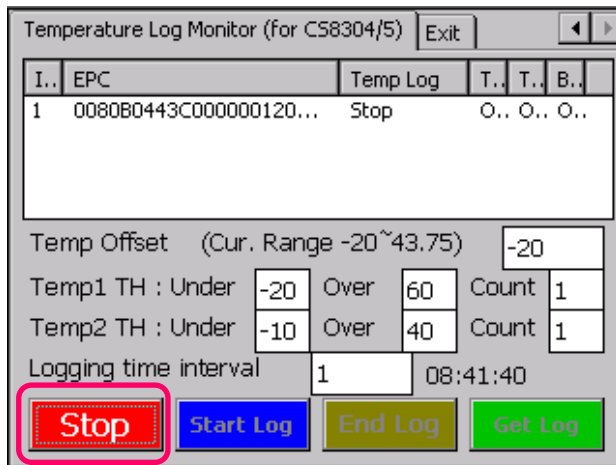 Temperature Log Monitor (for CS8304/5) Exit
I.. EPC Temp Log T.. T.. B..
1 0080B0443C000000120... Stop O.. O.. O..
Temp Offset (Cur. Range -20~43.75) -20
Temp1 TH : Under -20 Over 60 Count 1
Temp2 TH : Under -10 Over 40 Count 1
Logging time interval 1 08:41:40
Stop Start Log End Log Get Log